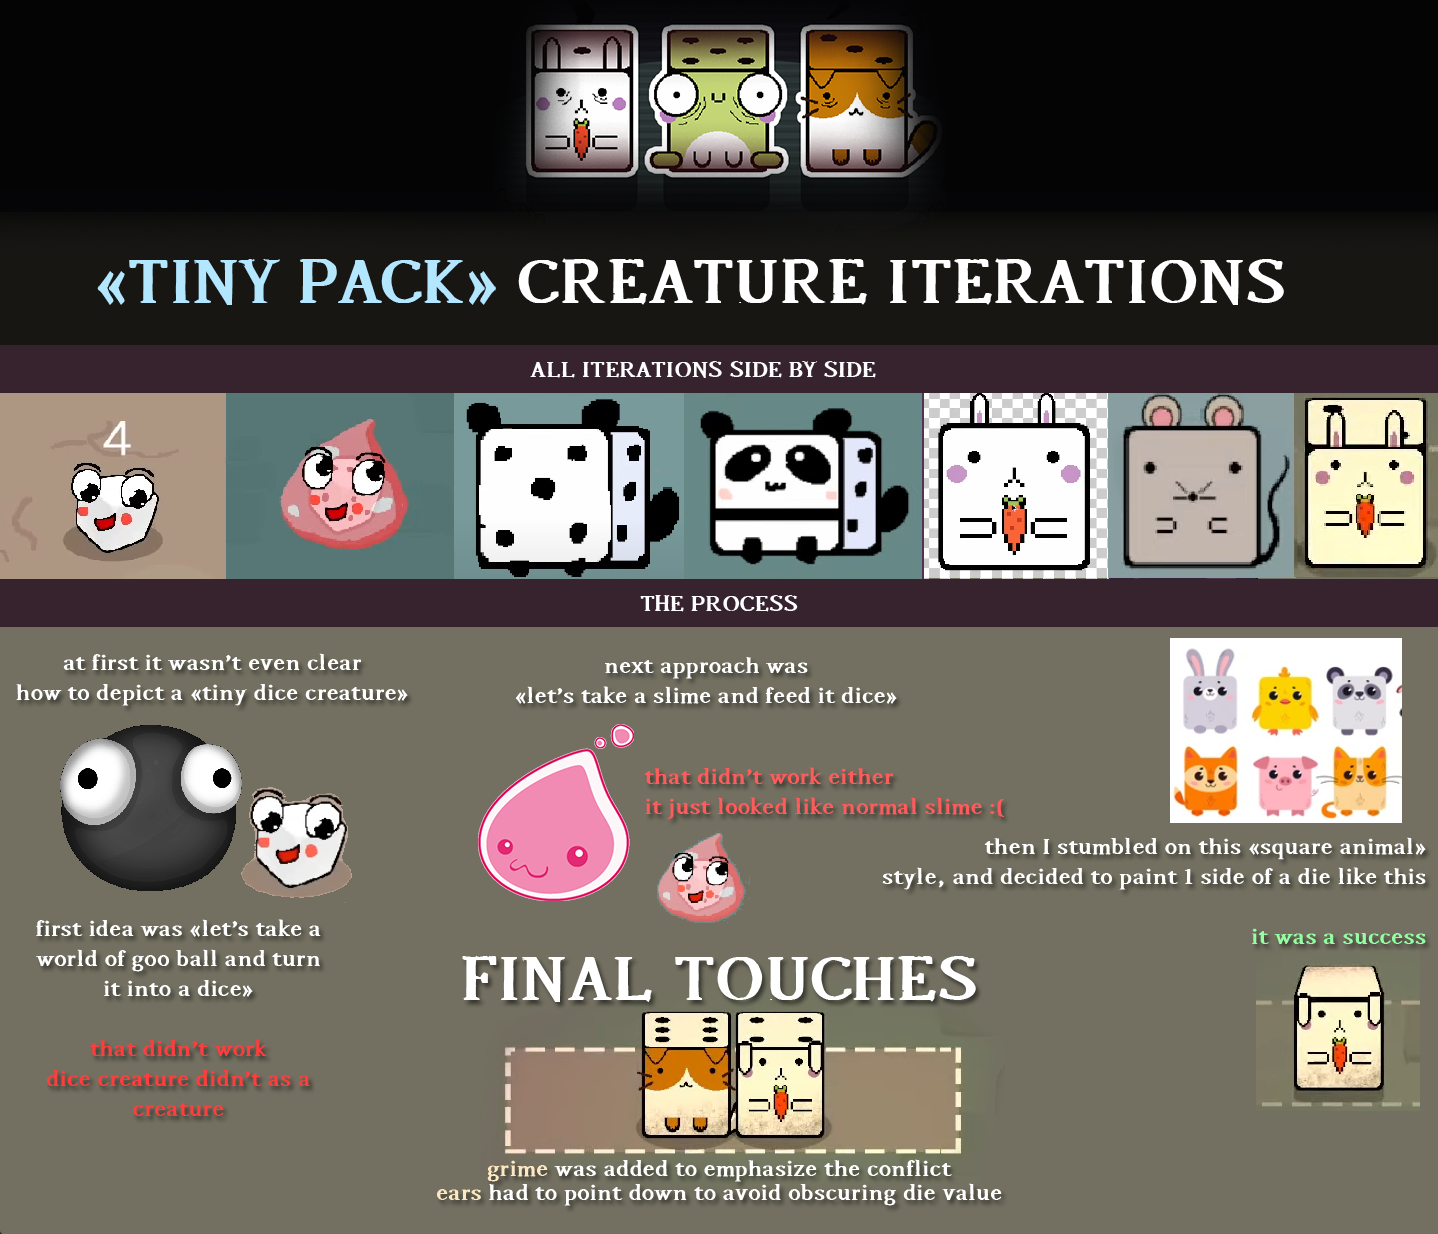 «TINY PACK» CREATURE ITERATIONS
ALL ITERATIONS SIDE BY SIDE
4
THE PROCESS
at first it wasn't even clear
how to depict a «tiny dice creature»
first idea was «let's take a
world of goo ball and turn
it into a dice»
that didn't work
dice creature didn't as a
creature
next approach was
«let's take a slime and feed it dice»
that didn't work either
it just looked like normal slime :(
then I stumbled on this «square animal»
style, and decided to paint 1 side of a die like this
it was a success
FINAL TOUCHES
grime was added to emphasize the conflict
ears had to point down to avoid obscuring die value